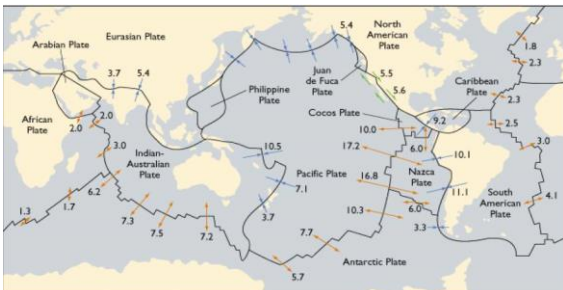 North
American
Plate
5.4
Eurasian Plate
Arabian Plate
1.8
3.7
5.4
Juan
de Fuca
Plate
5.5
2.3
Caribbean
Plate
5.6
Philippine
Plate
2.3
African
Plate
2.0
Cocos Plate
9.2
2.5
2.0
10.0
3.0
Indian-
Australian
Plate
10.5
17.2
6.0
3.0
10.1
6.2
7.1
Pacific Plate
16.8
Nazca
Plate
11.1
South
American
Plate
4.1
1.3
1.7
7.3
7.5
7.2
3.7
10.3
6.0
3.3
7.7
5.7
Antarctic Plate